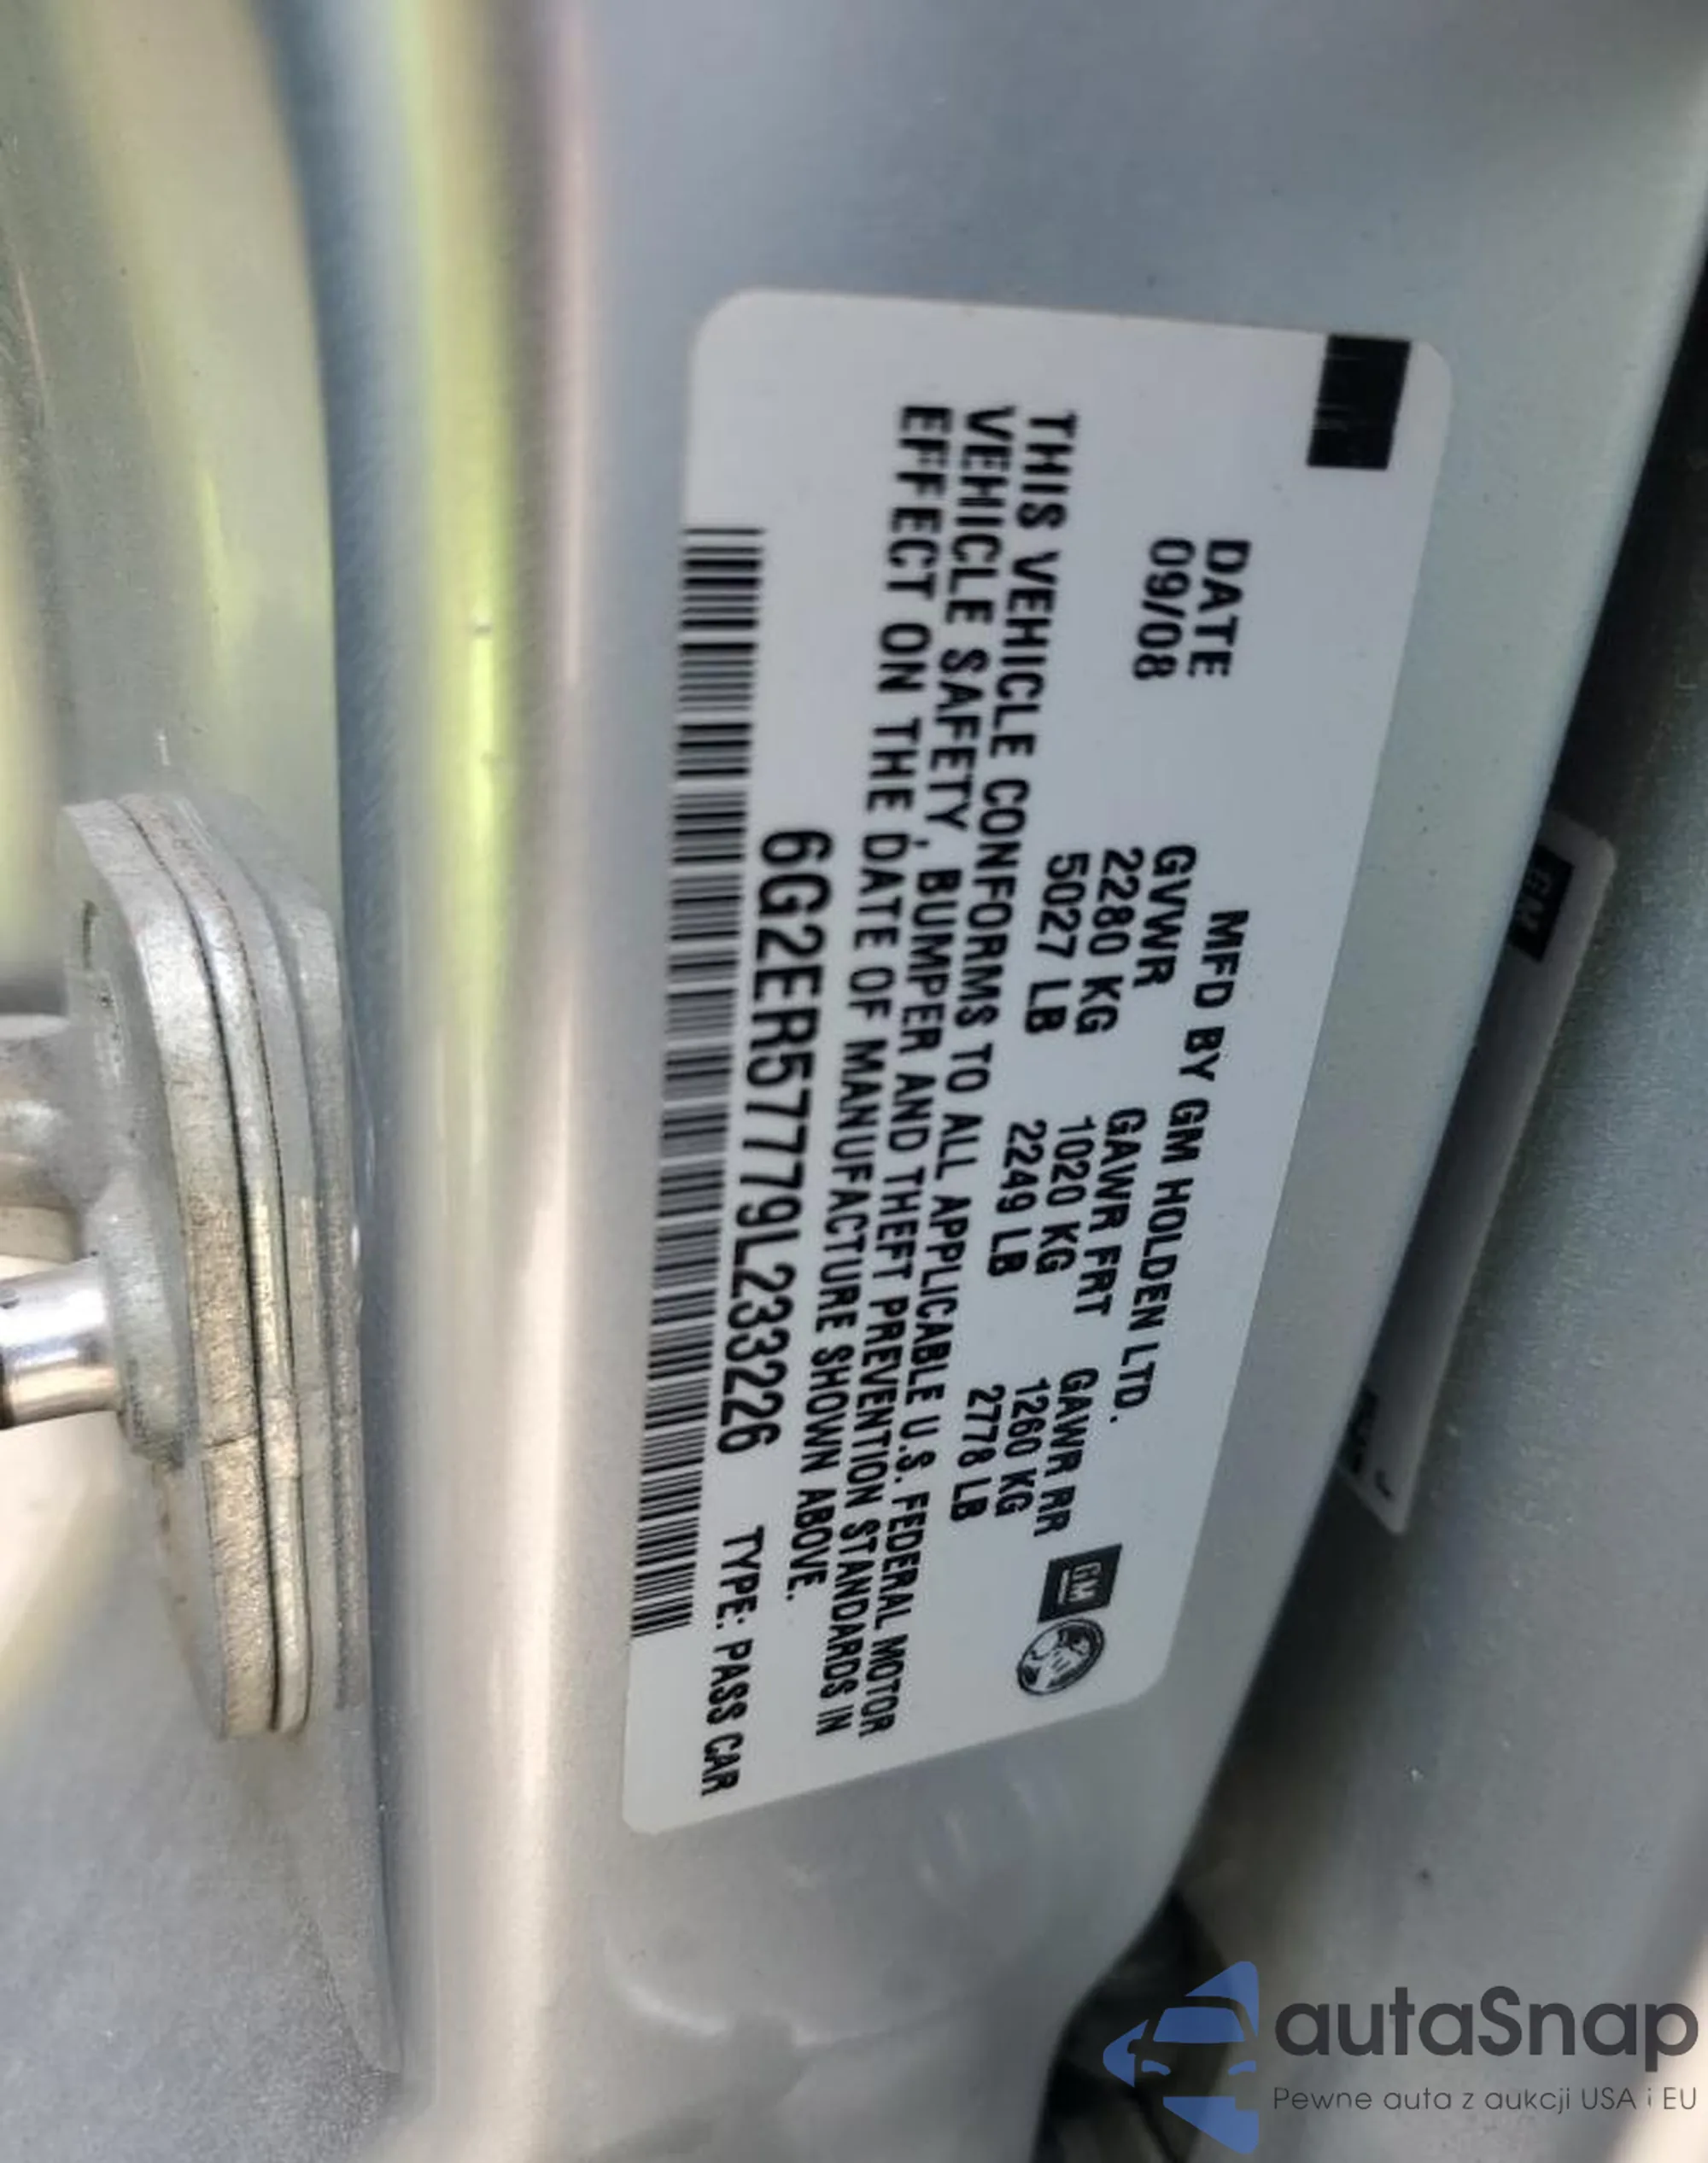 MFD BY GM HOLDEN LTD.
DATE GVWR GAWR FRT GAWR RR
09/08 2280 KG 1020 KG 1260 KG
5027 LB 2249 LB 2778 LB
GM
THIS VEHICLE CONFORMS TO ALL APPLICABLE U.S. FEDERAL MOTOR
VEHICLE SAFETY, BUMPER AND THEFT PREVENTION STANDARDS IN
EFFECT ON THE DATE OF MANUFACTURE SHOWN ABOVE.
6G2ER57779L233226 TYPE: PASS CAR
GM
autaSnap
Pewne auta z aukcji USA i EU